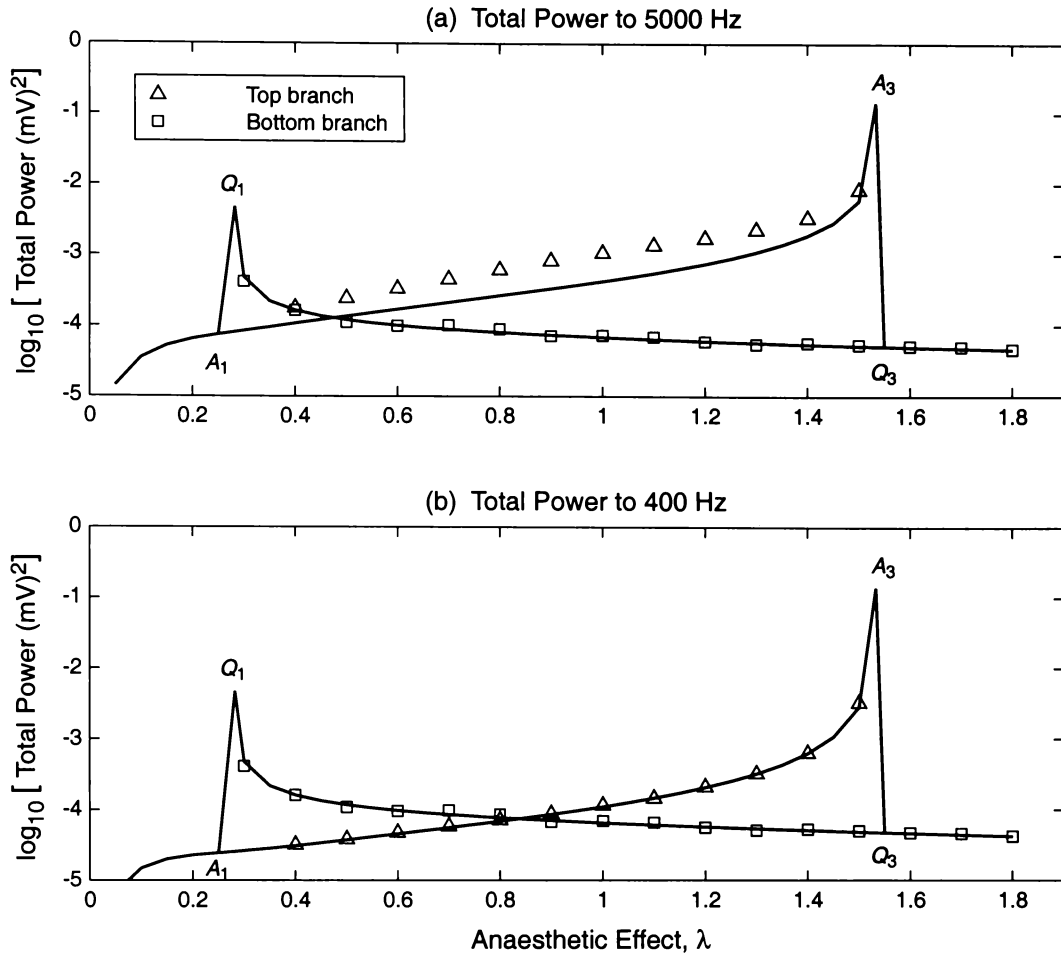 (a) Total Power to 5000 Hz
log10 [ Total Power (mV)2]
0
-1
-2
-3
-4
-5
△ Top branch
□ Bottom branch
Q1
A1
A3
Q3
0 0.2 0.4 0.6 0.8 1 1.2 1.4 1.6 1.8
(b) Total Power to 400 Hz
log10 [ Total Power (mV)2]
0
-1
-2
-3
-4
-5
Q1
A1
A3
Q3
0 0.2 0.4 0.6 0.8 1 1.2 1.4 1.6 1.8
Anaesthetic Effect, λ